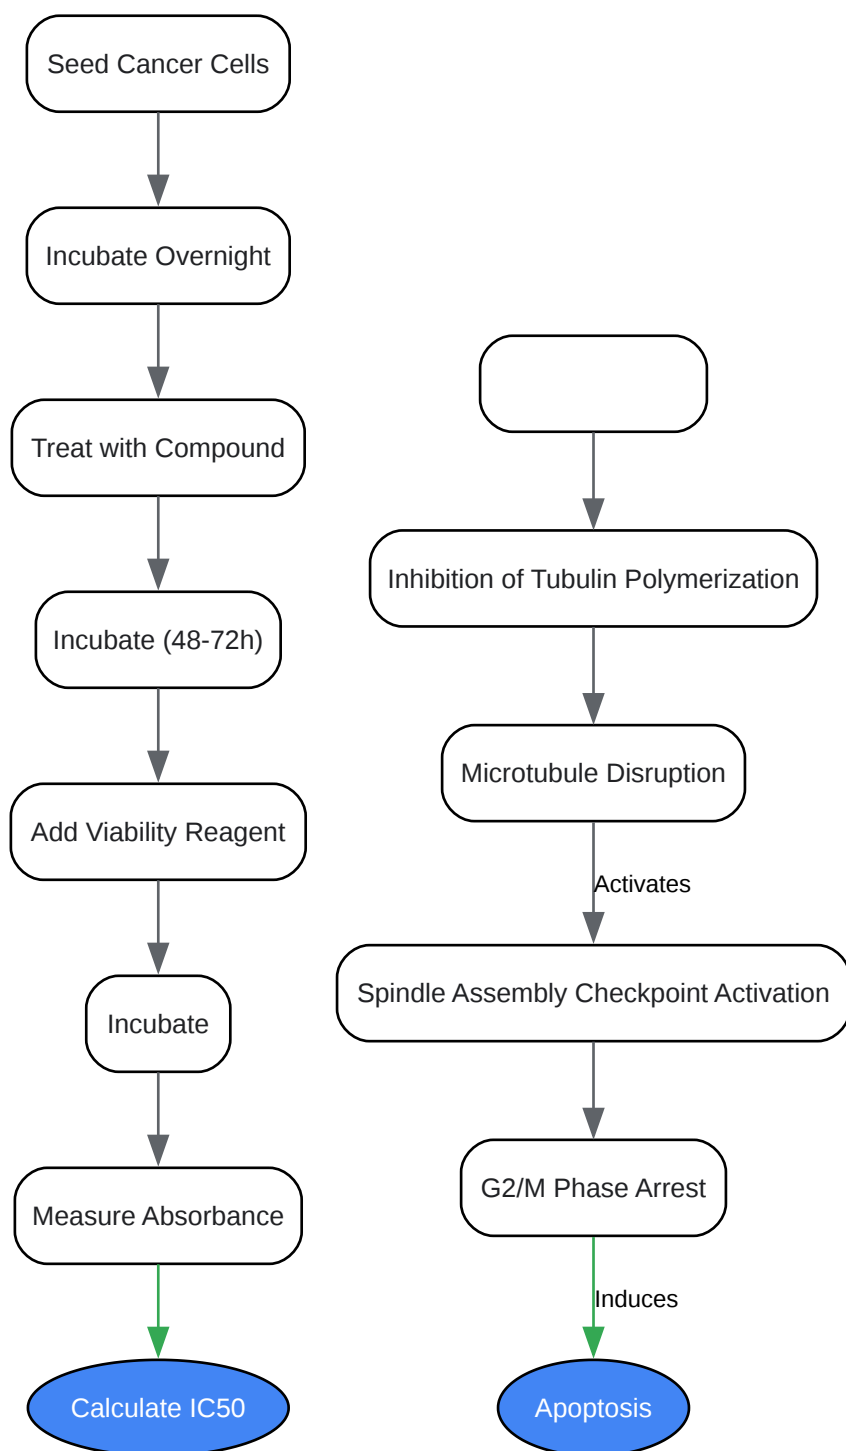 Seed Cancer Cells
Incubate Overnight
Treat with Compound
Incubate (48-72h)
Add Viability Reagent
Incubate
Measure Absorbance
Calculate IC50
Inhibition of Tubulin Polymerization
Microtubule Disruption
Activates
Spindle Assembly Checkpoint Activation
G2/M Phase Arrest
Induces
Apoptosis